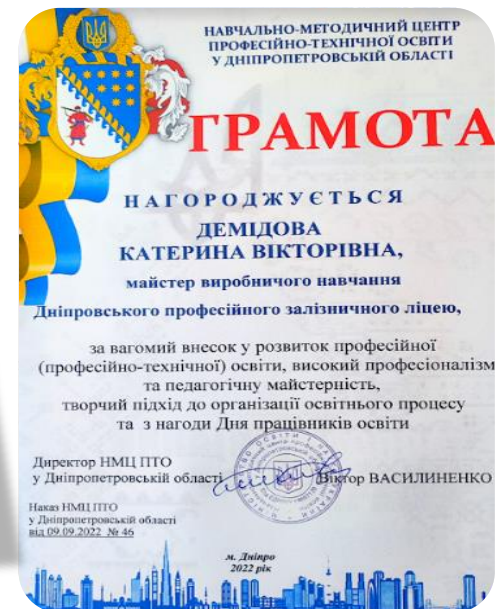 НАВЧАЛЬНО-МЕТОДИЧНИЙ ЦЕНТР
ПРОФЕСІЙНО-ТЕХНІЧНОЇ ОСВІТИ
У ДНІПРОПЕТРОВСЬКІЙ ОБЛАСТІ
ГРАМОТА
НАГОРОДЖУЄТЬСЯ
ДЕМІДОВА
КАТЕРИНА ВІКТОРІВНА,
майстер виробничого навчання
Дніпровського професійного залізничного ліцею,
за вагомий внесок у розвиток професійної
(професійно-технічної) освіти, високий професіоналізм
та педагогічну майстерність,
творчий підхід до організації освітнього процесу
та з нагоди Дня працівників освіти
Директор НМЦ ПТО
у Дніпропетровській області Віктор ВАСИЛИНЕНКО
Наказ НМЦ ПТО
у Дніпропетровській області
від 09.09.2022 № 46
м. Дніпро
2022 рік